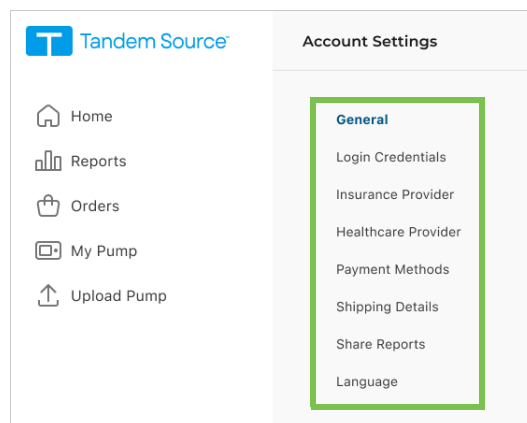 Tandem Source™
Home
Reports
Orders
My Pump
Upload Pump
Account Settings
General
Login Credentials
Insurance Provider
Healthcare Provider
Payment Methods
Shipping Details
Share Reports
Language